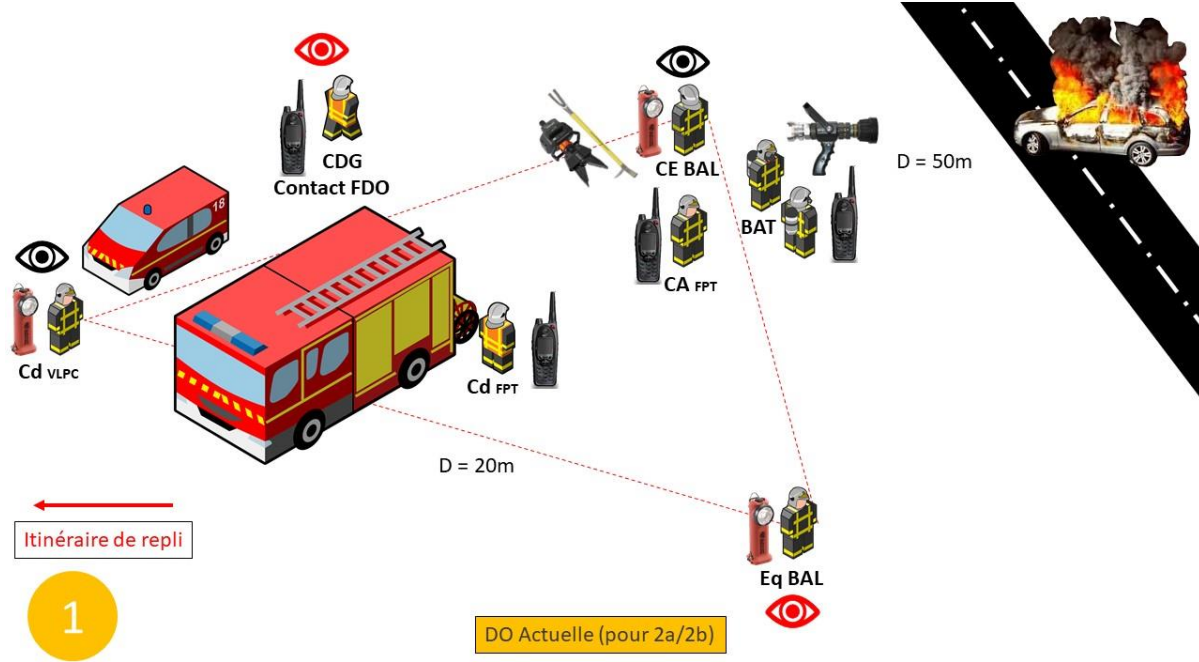 CDG
Contact FDO
CE BAL
D = 50m
18
BAT
CA FPT
Cd VLPC
Cd FPT
D = 20m
Itinéraire de repli
Eq BAL
1
DO Actuelle (pour 2a/2b)